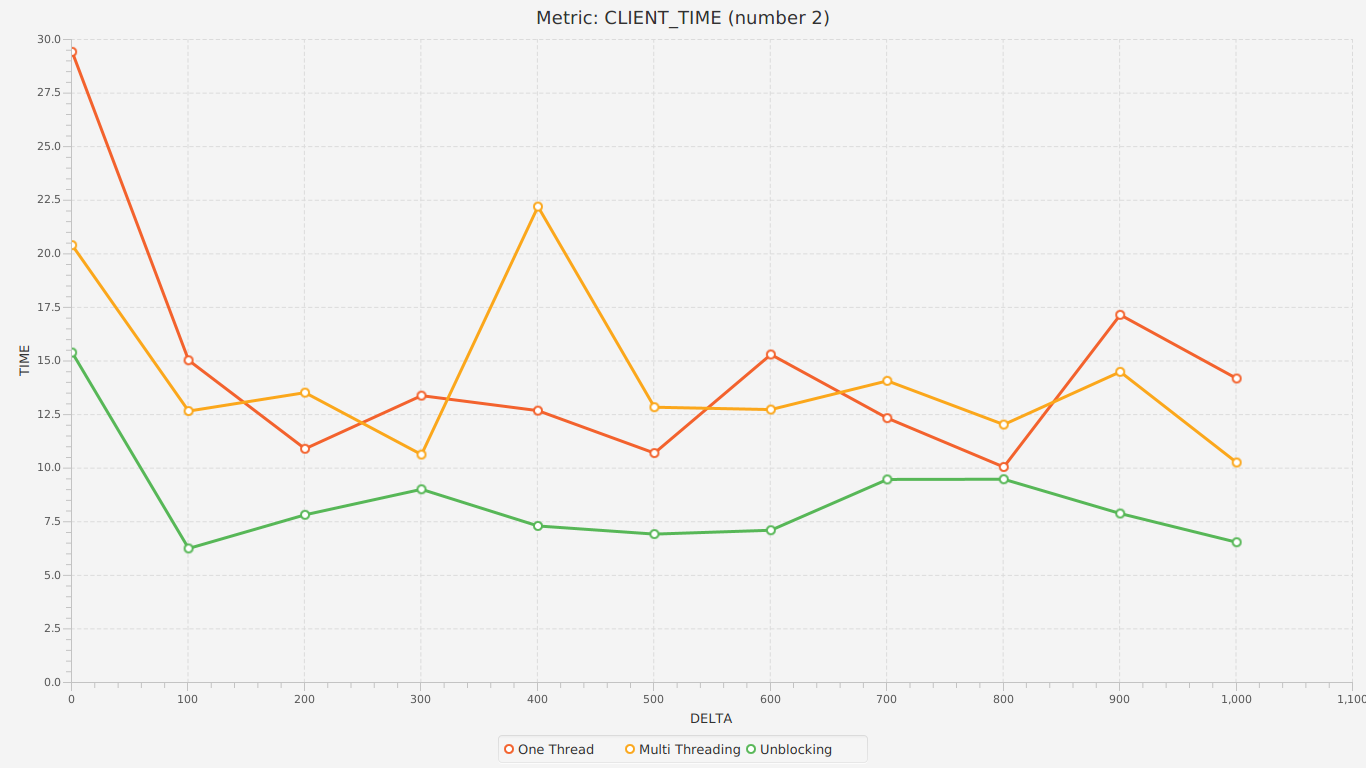 Metric: CLIENT_TIME (number 2)
30.0
27.5
25.0
22.5
20.0
17.5
15.0
12.5
10.0
7.5
5.0
2.5
0.0
TIME
0 100 200 300 400 500 600 700 800 900 1,000 1,100
DELTA
One Thread Multi Threading Unblocking